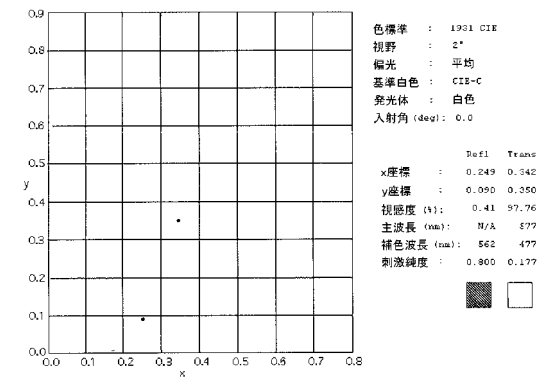 0.9
0.8
0.7
0.6
0.5
0.4
0.3
0.2
0.1
0.0
y
0.0 0.1 0.2 0.3 0.4 0.5 0.6 0.7 0.8
x
色標準 : 1931 CIE
視野 : 2°
偏光 : 平均
基準白色 : CIE-C
発光体 : 白色
入射角 (deg): 0.0
Refl Trans
x座標 : 0.249 0.342
y座標 : 0.090 0.350
視感度 (%): 0.41 97.76
主波長 (nm): N/A 577
補色波長 (nm): 562 477
刺激純度 : 0.800 0.177